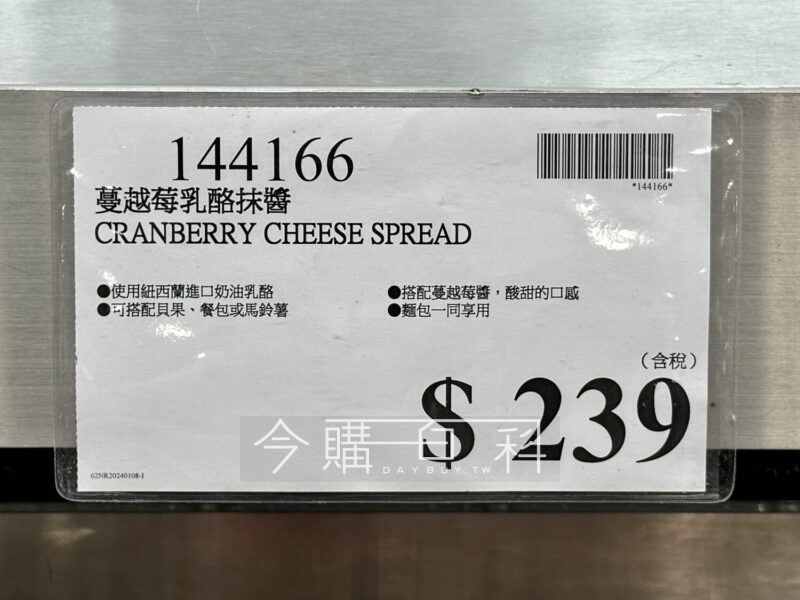 144166
*144166*
蔓越莓乳酪抹醬
CRANBERRY CHEESE SPREAD
●使用紐西蘭進口奶油乳酪
●可搭配貝果、餐包或馬鈴薯
●搭配蔓越莓醬，酸甜的口感
●麵包一同享用
（含稅）
$ 239
今購百科
DAYBUY.TW
62NR20240108-1